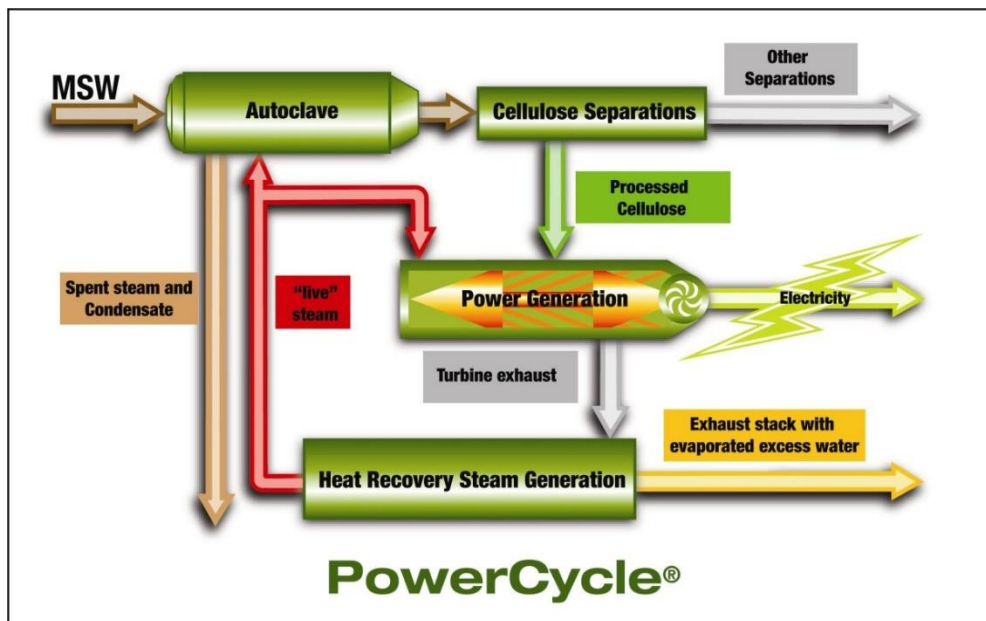 MSW
Autoclave
Cellulose Separations
Other
Separations
Processed
Cellulose
Spent steam and
Condensate
“live”
steam
Power Generation
Electricity
Turbine exhaust
Exhaust stack with
evaporated excess water
Heat Recovery Steam Generation
PowerCycle®